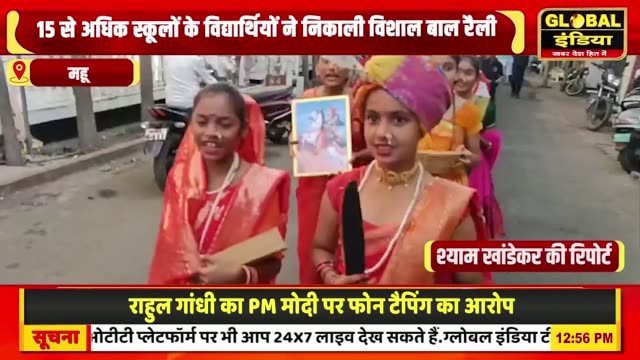 15 से अधिक स्कूलों के विद्यार्थियों ने निकाली विशाल बाल रैली
GLOBAL
इंडिया
खबर देश हित में
महू
श्याम खांडेकर की रिपोर्ट
राहुल गांधी का PM मोदी पर फोन टैपिंग का आरोप
सूचना
ओटीटी प्लेटफॉर्म पर भी आप 24X7 लाइव देख सकते हैं.ग्लोबल इंडिया टी
12:56 PM